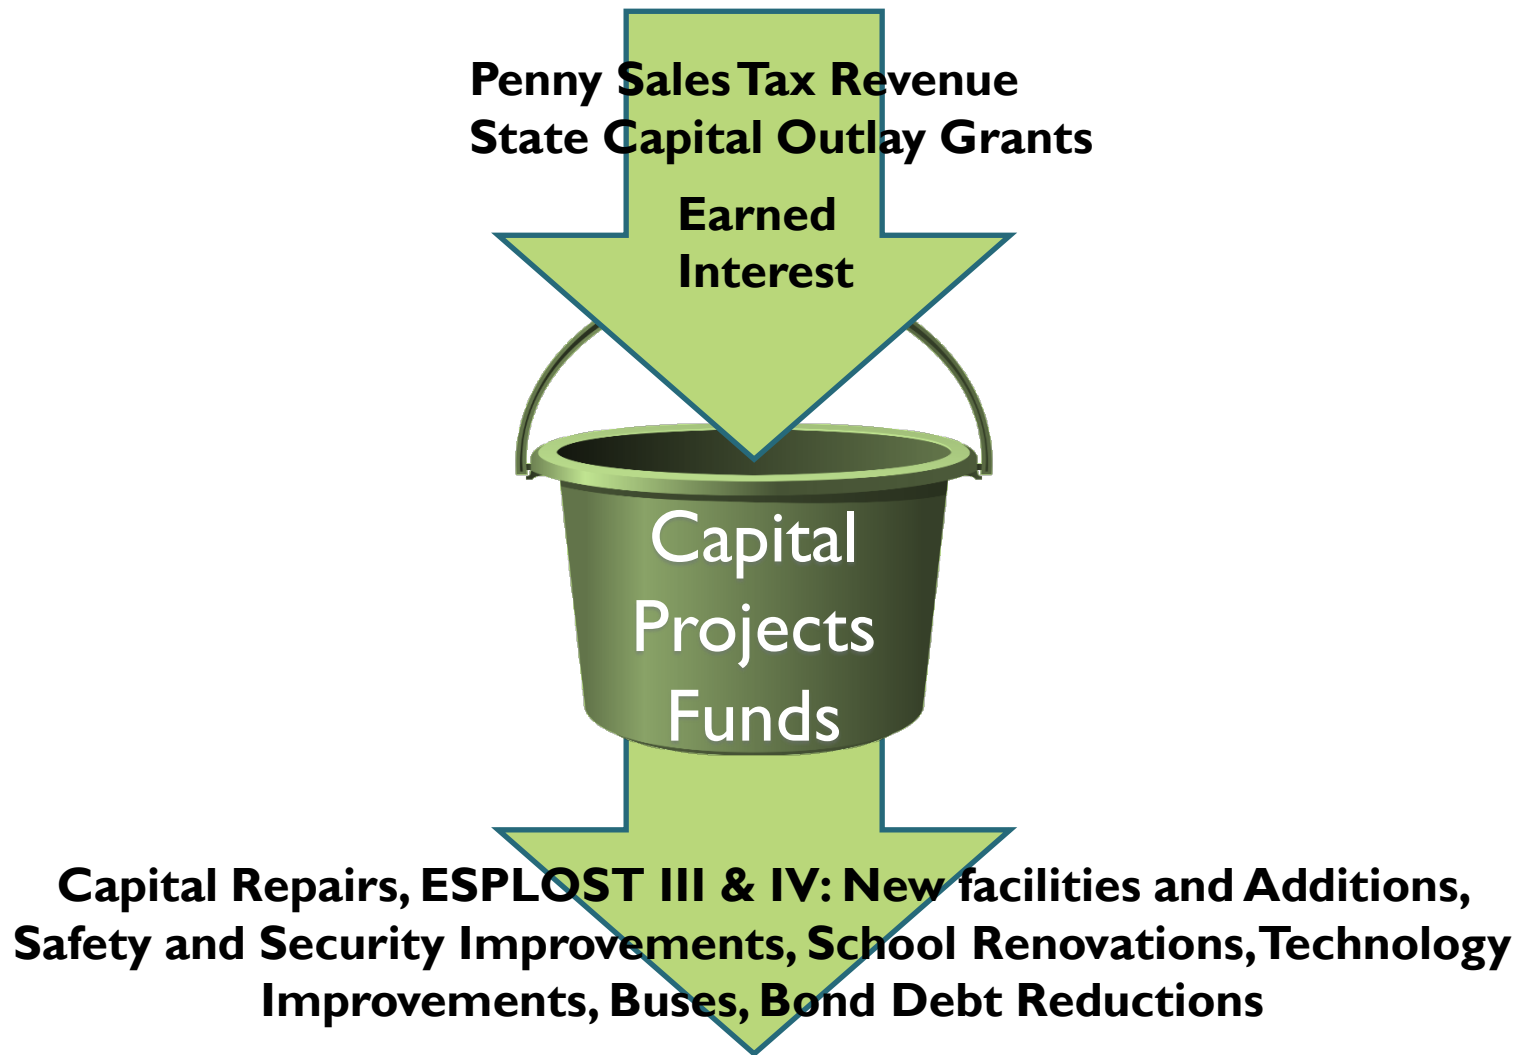 Penny Sales Tax Revenue
State Capital Outlay Grants
Earned
Interest
Capital
Projects
Funds
Capital Repairs, ESPLOST III & IV: New facilities and Additions,
Safety and Security Improvements, School Renovations, Technology
Improvements, Buses, Bond Debt Reductions